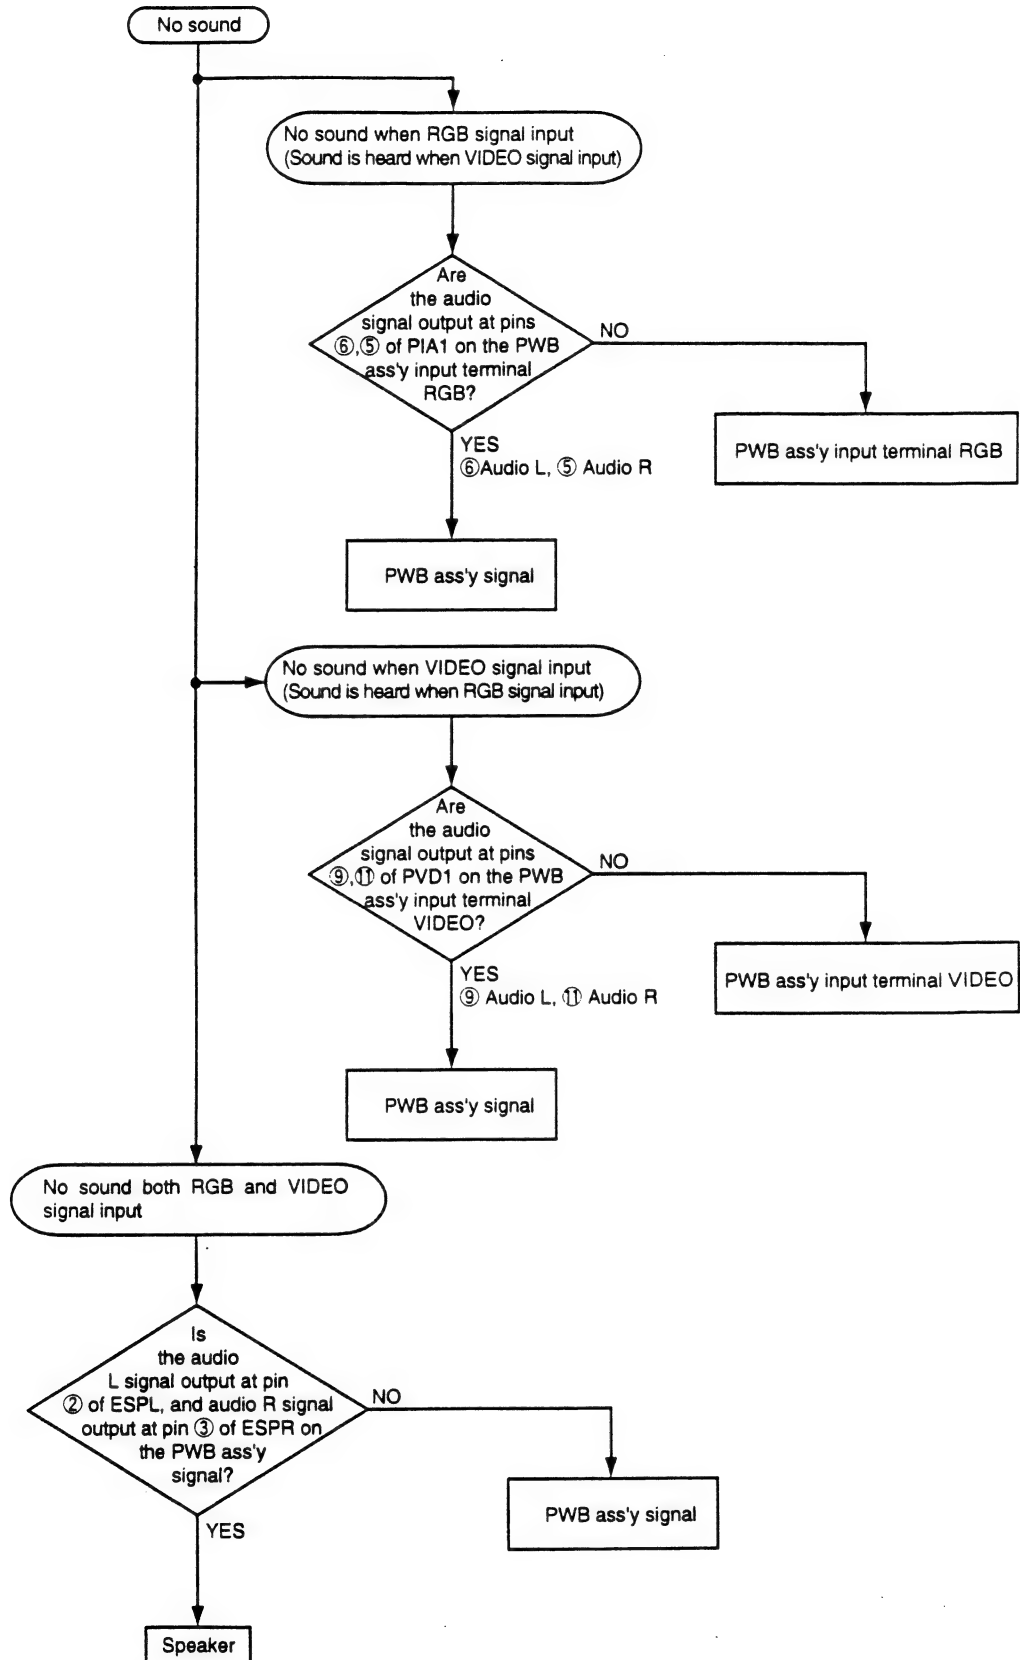 No sound
No sound when RGB signal input
(Sound is heard when VIDEO signal input)
Are
the audio
signal output at pins
⑥,⑤ of PIA1 on the PWB
ass'y input terminal
RGB?
NO
PWB ass'y input terminal RGB
YES
⑥Audio L, ⑤ Audio R
PWB ass'y signal
No sound when VIDEO signal input
(Sound is heard when RGB signal input)
Are
the audio
signal output at pins
⑨,⑪ of PVD1 on the PWB
ass'y input terminal
VIDEO?
NO
PWB ass'y input terminal VIDEO
YES
⑨ Audio L, ⑪ Audio R
PWB ass'y signal
No sound both RGB and VIDEO
signal input
Is
the audio
L signal output at pin
② of ESPL, and audio R signal
output at pin ③ of ESPR on
the PWB ass'y
signal?
NO
PWB ass'y signal
YES
Speaker